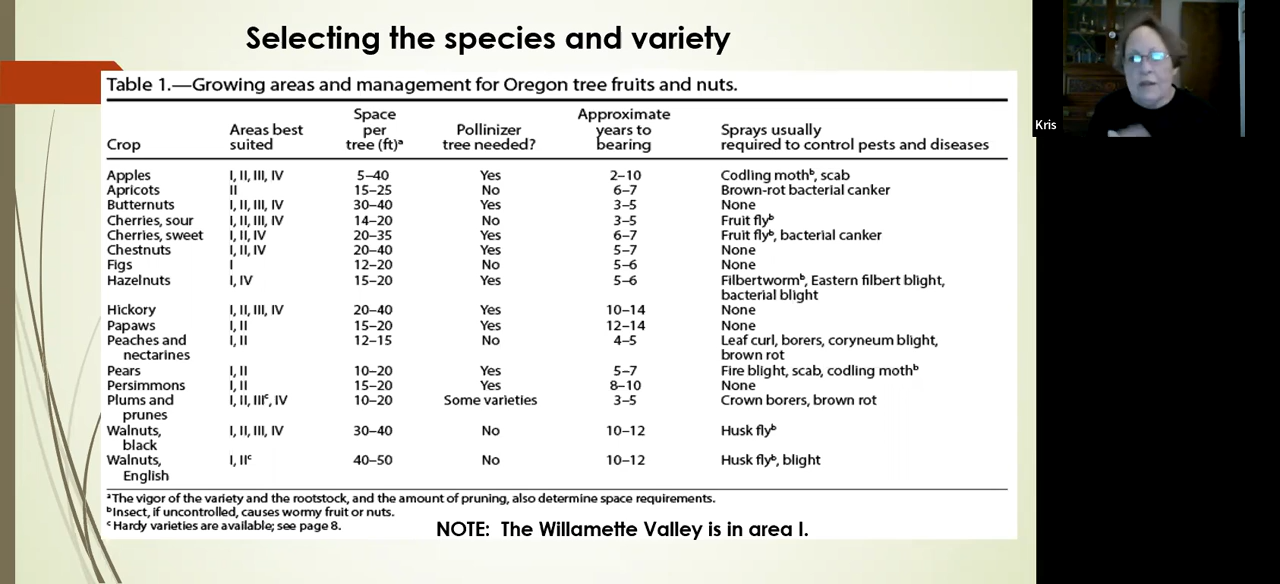 Selecting the species and variety
Table 1.—Growing areas and management for Oregon tree fruits and nuts.
Crop Areas best suited Space per tree (ft)ᵃ Pollinizer tree needed? Approximate years to bearing Sprays usually required to control pests and diseases
Apples I, II, III, IV 5–40 Yes 2–10 Codling mothᵇ, scab
Apricots II 15–25 No 6–7 Brown-rot bacterial canker
Butternuts I, II, III, IV 30–40 Yes 3–5 None
Cherries, sour I, II, III, IV 14–20 No 3–5 Fruit flyᵇ
Cherries, sweet I, II, IV 20–35 Yes 6–7 Fruit flyᵇ, bacterial canker
Chestnuts I, II, IV 20–40 Yes 5–7 None
Figs I 12–20 No 5–6 None
Hazelnuts I, IV 15–20 Yes 5–6 Filbertwormᵇ, Eastern filbert blight,
bacterial blight
Hickory I, II, III, IV 20–40 Yes 10–14 None
Papaws I, II 15–20 Yes 12–14 None
Peaches and I, II 12–15 No 4–5 Leaf curl, borers, coryneum blight,
nectarines brown rot
Pears I, II 10–20 Yes 5–7 Fire blight, scab, codling mothᵇ
Persimmons I, II 15–20 Yes 8–10 None
Plums and I, II, IIIᶜ, IV 10–20 Some varieties 3–5 Crown borers, brown rot
prunes
Walnuts, I, II, III, IV 30–40 No 10–12 Husk flyᵇ
black
Walnuts, I, IIᶜ 40–50 No 10–12 Husk flyᵇ, blight
English
ᵃThe vigor of the variety and the rootstock, and the amount of pruning, also determine space requirements.
ᵇInsect, if uncontrolled, causes wormy fruit or nuts.
ᶜHardy varieties are available; see page 8.
NOTE: The Willamette Valley is in area I.
Kris